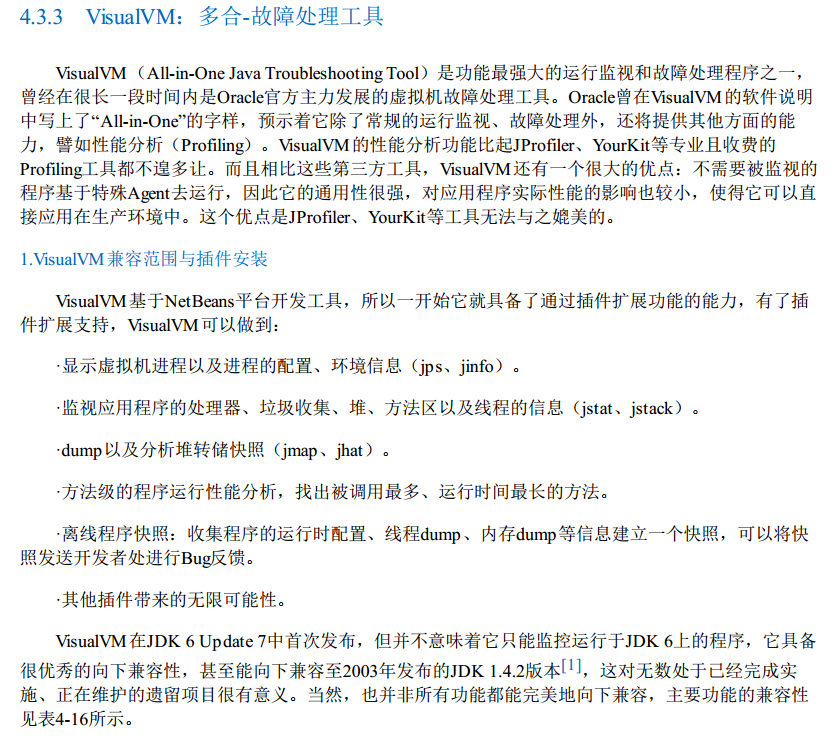 4.3.3 VisualVM：多合-故障处理工具
VisualVM（All-in-One Java Troubleshooting Tool）是功能最强大的运行监视和故障处理程序之一，
曾经在很长一段时间内是Oracle官方主力发展的虚拟机故障处理工具。Oracle曾在VisualVM的软件说明
中写上了“All-in-One”的字样，预示着它除了常规的运行监视、故障处理外，还将提供其他方面的能
力，譬如性能分析（Profiling）。VisualVM的性能分析功能比起JProfiler、YourKit等专业且收费的
Profiling工具都不遑多让。而且相比这些第三方工具，VisualVM还有一个很大的优点：不需要被监视的
程序基于特殊Agent去运行，因此它的通用性很强，对应用程序实际性能的影响也较小，使得它可以直
接应用在生产环境中。这个优点是JProfiler、YourKit等工具无法与之媲美的。
1.VisualVM兼容范围与插件安装
VisualVM基于NetBeans平台开发工具，所以一开始它就具备了通过插件扩展功能的能力，有了插
件扩展支持，VisualVM可以做到：
·显示虚拟机进程以及进程的配置、环境信息（jps、jinfo）。
·监视应用程序的处理器、垃圾收集、堆、方法区以及线程的信息（jstat、jstack）。
·dump以及分析堆转储快照（jmap、jhat）。
·方法级的程序运行性能分析，找出被调用最多、运行时间最长的方法。
·离线程序快照：收集程序的运行时配置、线程dump、内存dump等信息建立一个快照，可以将快
照发送开发者处进行Bug反馈。
·其他插件带来的无限可能性。
VisualVM在JDK 6 Update 7中首次发布，但并不意味着它只能监控运行于JDK 6上的程序，它具备
很优秀的向下兼容性，甚至能向下兼容至2003年发布的JDK 1.4.2版本[1]，这对无数处于已经完成实
施、正在维护的遗留项目很有意义。当然，也并非所有功能都能完美地向下兼容，主要功能的兼容性
见表4-16所示。